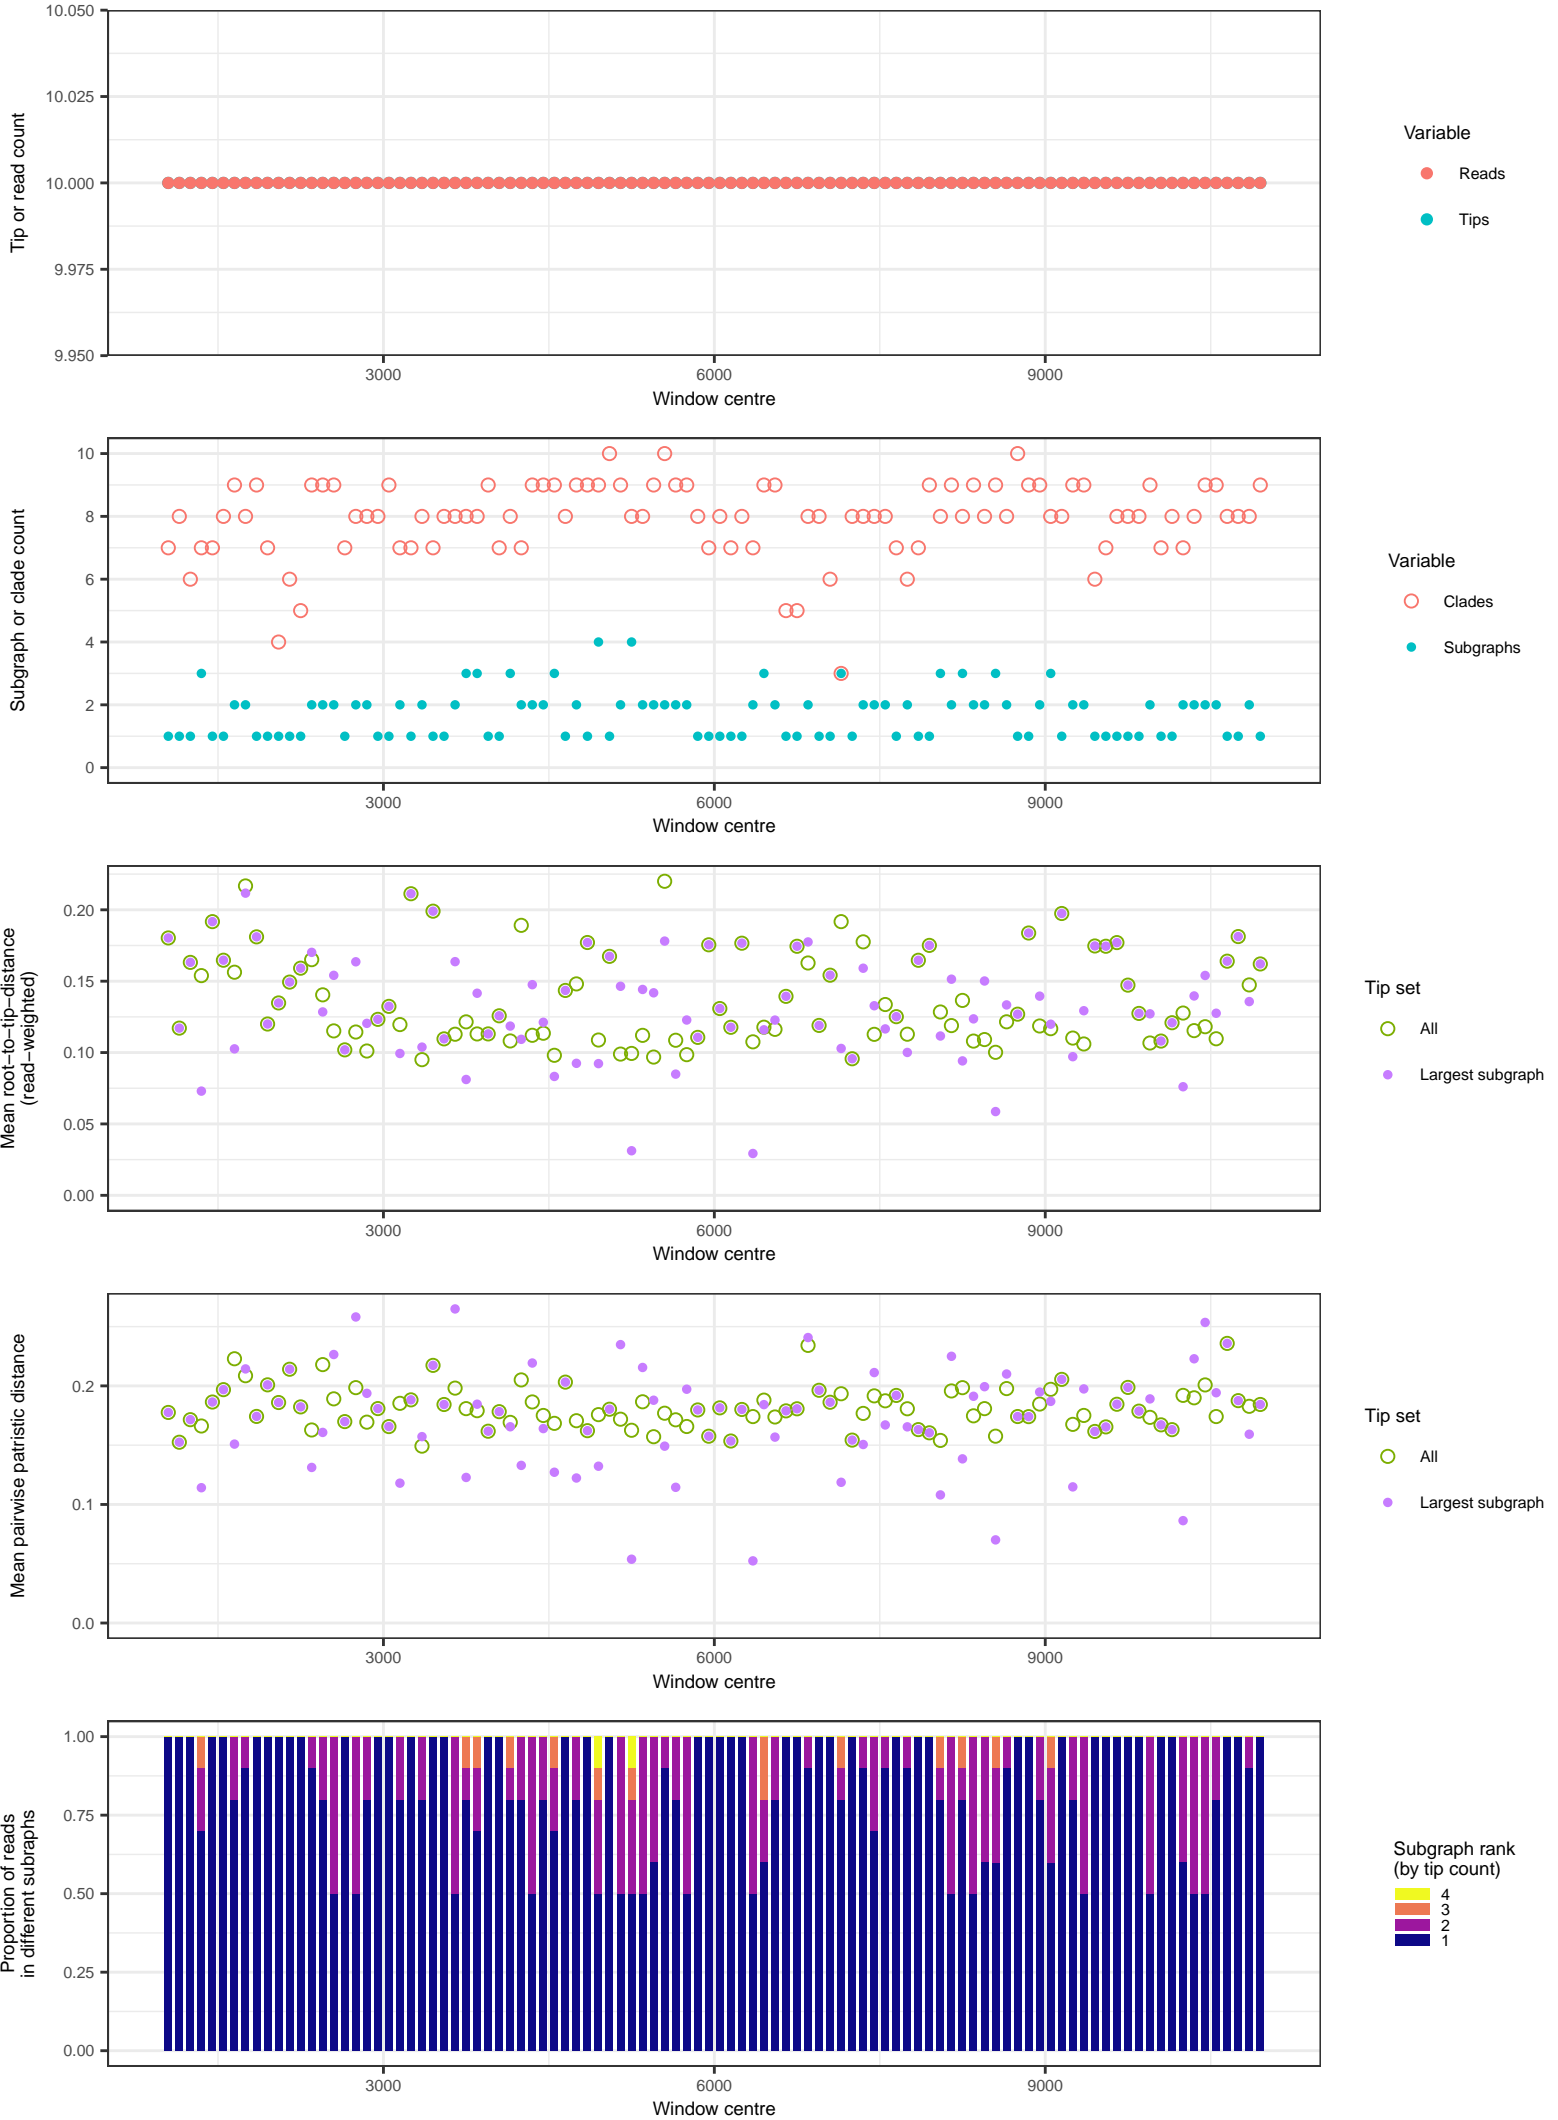 10.050
10.025
10.000
9.975
9.950
Tip or read count
3000
6000
9000
Window centre
Variable
Reads
Tips
10
8
6
4
2
0
Subgraph or clade count
3000
6000
9000
Window centre
Variable
Clades
Subgraphs
0.20
0.15
0.10
0.05
0.00
Mean root−to−tip−distance
(read−weighted)
3000
6000
9000
Window centre
Tip set
All
Largest subgraph
0.2
0.1
0.0
Mean pairwise patristic distance
3000
6000
9000
Window centre
Tip set
All
Largest subgraph
1.00
0.75
0.50
0.25
0.00
Proportion of reads
in different subraphs
3000
6000
9000
Window centre
Subgraph rank
(by tip count)
4
3
2
1